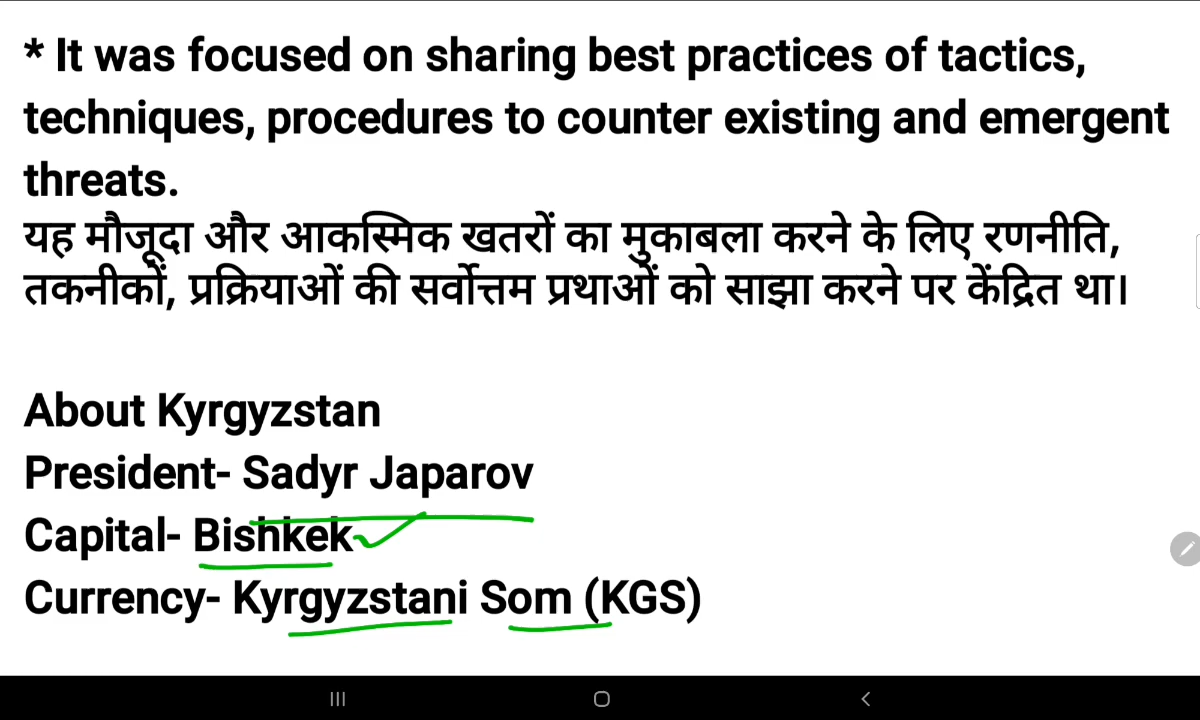 * It was focused on sharing best practices of tactics,
techniques, procedures to counter existing and emergent
threats.
यह मौजूदा और आकस्मिक खतरों का मुकाबला करने के लिए रणनीति,
तकनीकों, प्रक्रियाओं की सर्वोत्तम प्रथाओं को साझा करने पर केंद्रित था।
About Kyrgyzstan
President- Sadyr Japarov
Capital- Bishkek
Currency- Kyrgyzstani Som (KGS)